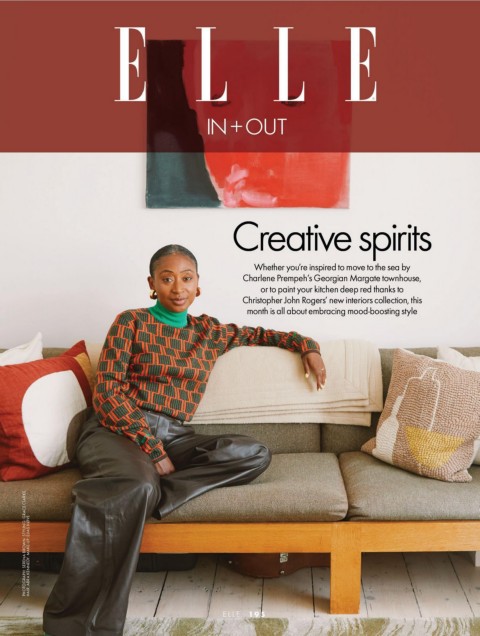 ELLE
IN + OUT
Creative spirits
Whether you're inspired to move to the sea by
Charlene Prempeh's Georgian Margate townhouse,
or to paint your kitchen deep red thanks to
Christopher John Rogers' new interiors collection, this
month is all about embracing mood-boosting style
ELLE